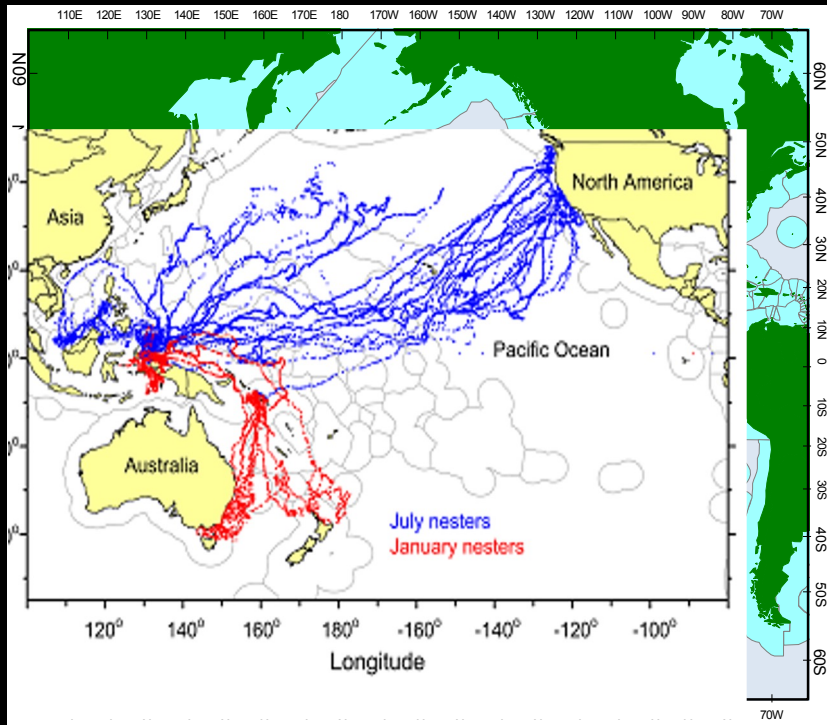 110E 120E 130E 140E 150E 160E 170E 180 170W 160W 150W 140W 130W 120W 110W 100W 90W 80W 70W
60N
60N
50N
40N
30N
20N
10N
0
10S
20S
30S
40S
50S
60S
70W
Asia
North America
Pacific Ocean
Australia
July nesters
January nesters
120° 140° 160° 180° -160° -140° -120° -100°
Longitude